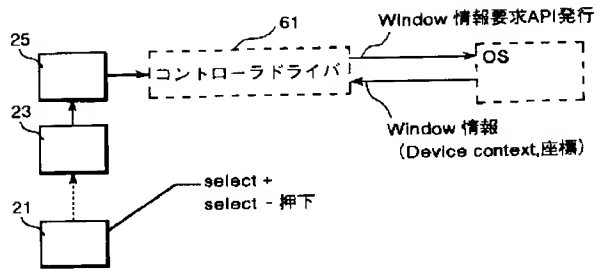 61
Window 情報要求API発行
25
コントローラドライバ
OS
23
Window 情報
(Device context,座標)
select +
select - 押下
21